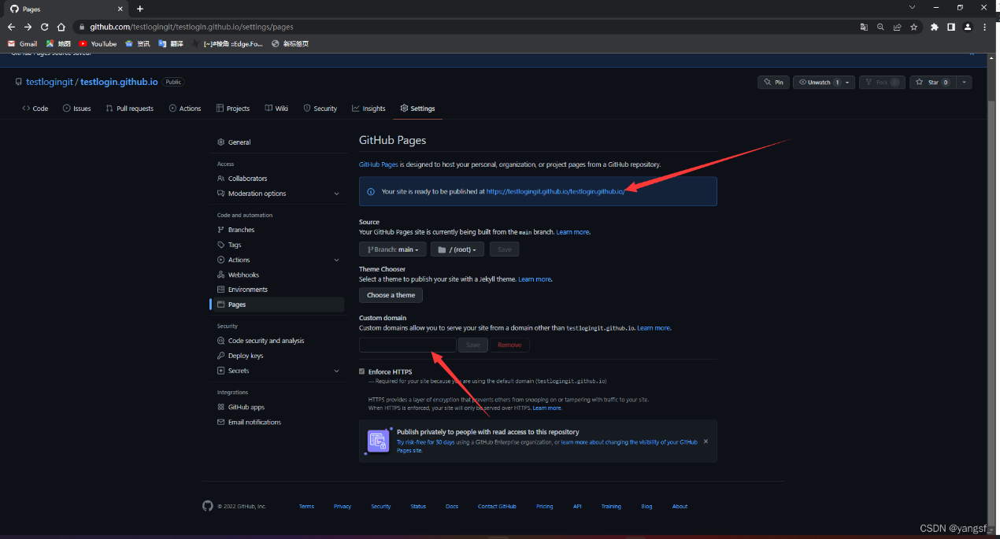 Pages
github.com/testlogingit/testlogin.github.io/settings/pages
Gmail 地图 YouTube 资讯 翻译 [~]#棱角 ::Edge.Fo... 新标签页
GitHub Pages source saved.
testlogingit / testlogin.github.io Public
Pin Unwatch 1 Fork 0 Star 0
Code Issues Pull requests Actions Projects Wiki Security Insights Settings
General
Access
Collaborators
Moderation options
Code and automation
Branches
Tags
Actions
Webhooks
Environments
Pages
Security
Code security and analysis
Deploy keys
Secrets
Integrations
GitHub apps
Email notifications
GitHub Pages
GitHub Pages is designed to host your personal, organization, or project pages from a GitHub repository.
Your site is ready to be published at https://testlogingit.github.io/testlogin.github.io/
Source
Your GitHub Pages site is currently being built from the main branch. Learn more.
Branch: main / (root) Save
Theme Chooser
Select a theme to publish your site with a Jekyll theme. Learn more.
Choose a theme
Custom domain
Custom domains allow you to serve your site from a domain other than testlogingit.github.io. Learn more.
Save Remove
Enforce HTTPS
— Required for your site because you are using the default domain (testlogingit.github.io)
HTTPS provides a layer of encryption that prevents others from snooping on or tampering with traffic to your site.
When HTTPS is enforced, your site will only be served over HTTPS. Learn more.
Publish privately to people with read access to this repository
Try risk-free for 30 days using a GitHub Enterprise organization, or learn more about changing the visibility of your GitHub
Pages site.
© 2022 GitHub, Inc. Terms Privacy Security Status Docs Contact GitHub Pricing API Training Blog About
CSDN @yangsf_